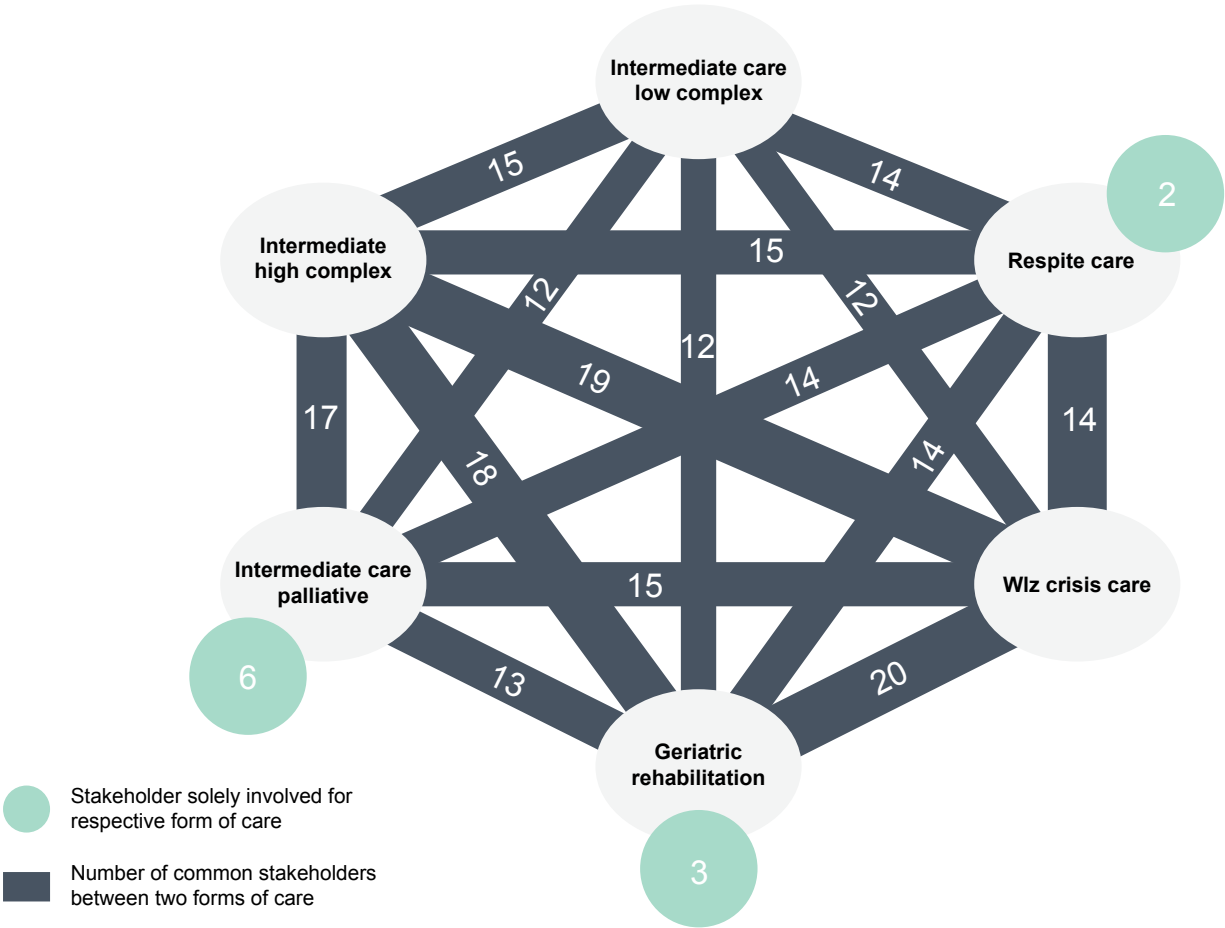 Intermediate care
low complex
15
14
2
Intermediate
high complex
15
Respite care
12
12
12
19
14
17
14
18
14
Intermediate care
palliative
15
Wlz crisis care
6
13
20
Geriatric
rehabilitation
3
Stakeholder solely involved for
respective form of care
Number of common stakeholders
between two forms of care